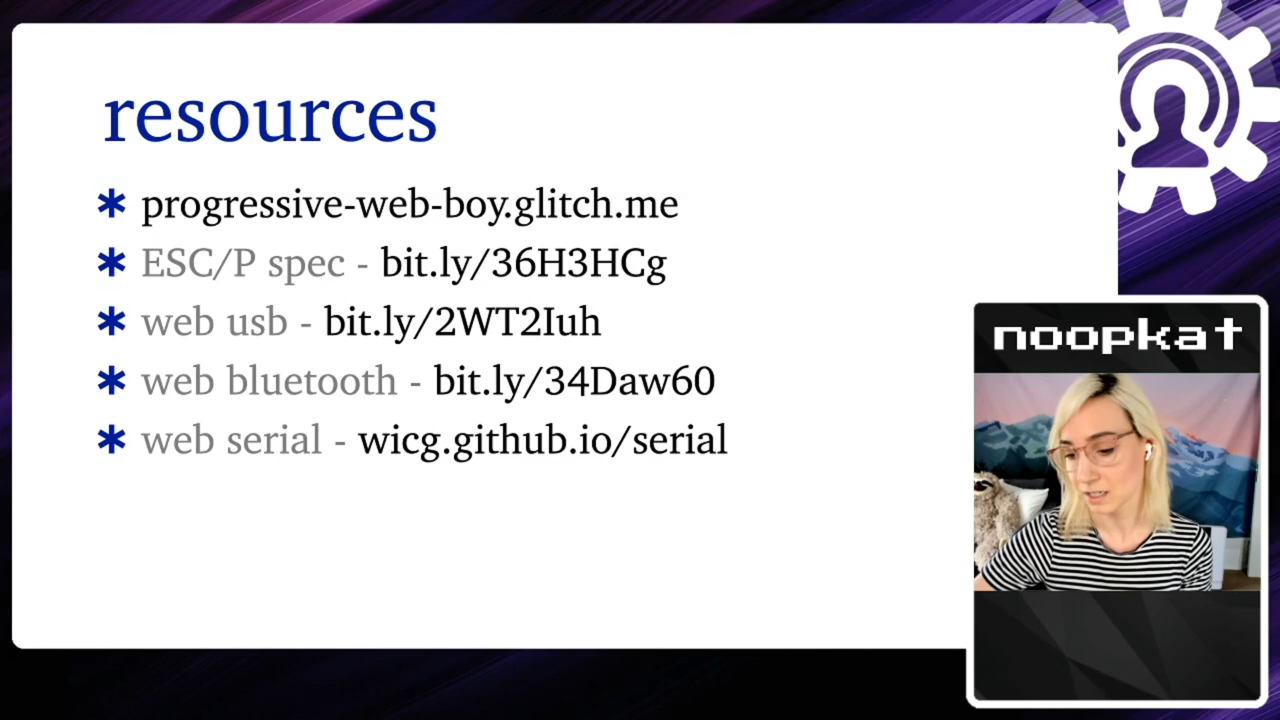 resources
* progressive-web-boy.glitch.me
* ESC/P spec - bit.ly/36H3HCg
* web usb - bit.ly/2WT2Iuh
* web bluetooth - bit.ly/34Daw60
* web serial - wicg.github.io/serial
noopkat